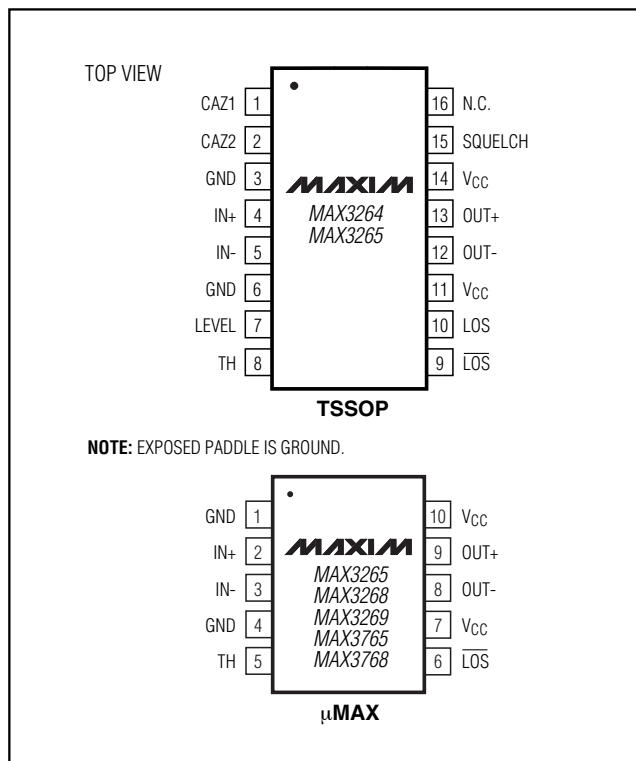 TOP VIEW
CAZ1 1
CAZ2 2
GND 3
IN+ 4
IN- 5
GND 6
LEVEL 7
TH 8
MAXIM
MAX3264
MAX3265
16 N.C.
15 SQUELCH
14 VCC
13 OUT+
12 OUT-
11 VCC
10 LOS
9 L̅O̅S̅
TSSOP
NOTE: EXPOSED PADDLE IS GROUND.
GND 1
IN+ 2
IN- 3
GND 4
TH 5
MAXIM
MAX3265
MAX3268
MAX3269
MAX3765
MAX3768
10 VCC
9 OUT+
8 OUT-
7 VCC
6 L̅O̅S̅
μMAX